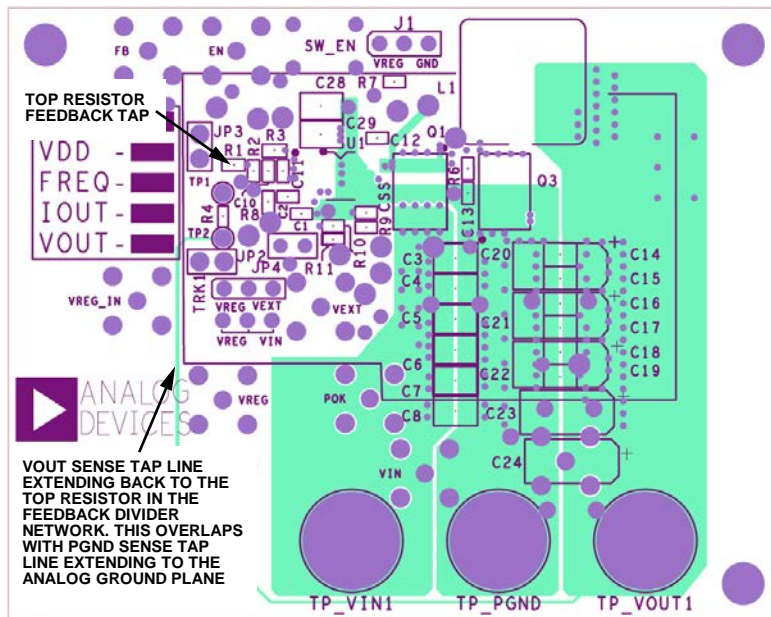 J1
FB
EN
SW_EN
VREG GND
C28
R7
L1
TOP RESISTOR
FEEDBACK TAP
JP3
R3
C29
U1
C12
Q1
R1
R2
C11
VDD -
FREQ -
IOUT -
VOUT -
TP1
C10
R4
R8
C2
C1
CSS
R9
R6
C13
Q3
TP2
JP2
JP4
R11
R10
TRK1
C3
C4
C20
C14
C15
VREG_IN
VREG VEXT
VEXT
C5
C21
C16
C17
VREG VIN
C6
C18
C19
C7
C22
ANALOG
DEVICES
VREG
POK
C8
C23
VIN
C24
VOUT SENSE TAP LINE
EXTENDING BACK TO THE
TOP RESISTOR IN THE
FEEDBACK DIVIDER
NETWORK. THIS OVERLAPS
WITH PGND SENSE TAP
LINE EXTENDING TO THE
ANALOG GROUND PLANE
TP_VIN1
TP_PGND
TP_VOUT1